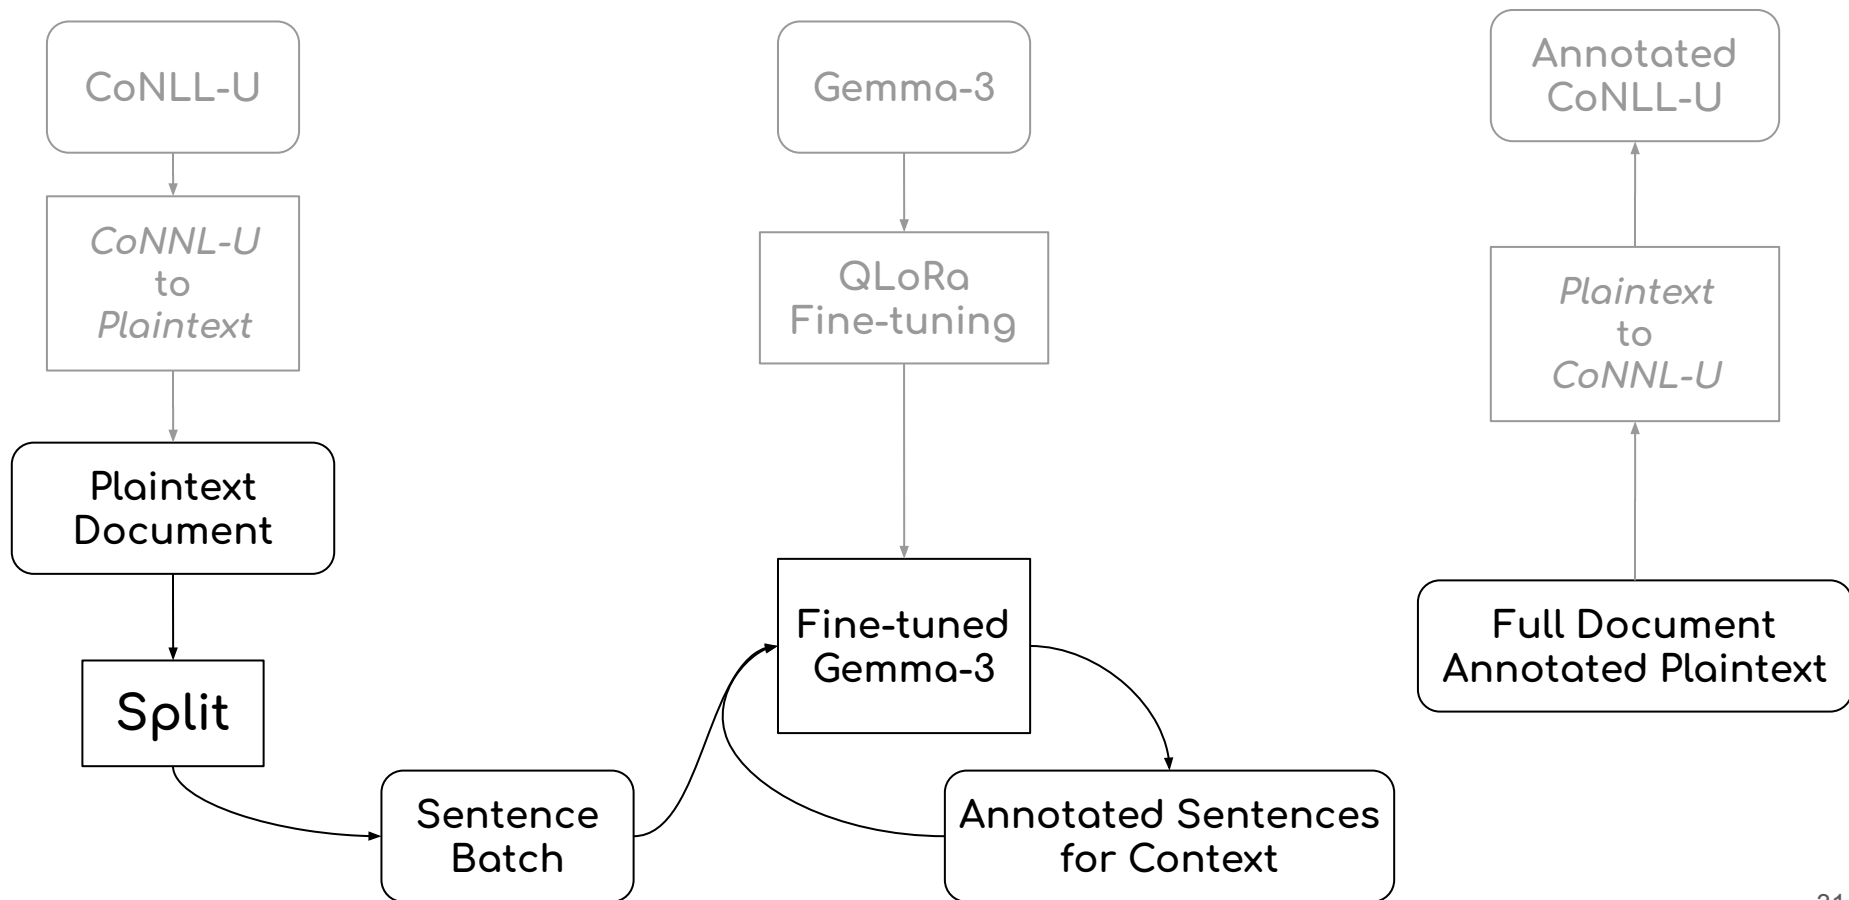 CoNLL-U
CoNNL-U
to
Plaintext
Plaintext
Document
Split
Sentence
Batch
Gemma-3
QLoRa
Fine-tuning
Fine-tuned
Gemma-3
Annotated Sentences
for Context
Annotated
CoNLL-U
Plaintext
to
CoNNL-U
Full Document
Annotated Plaintext